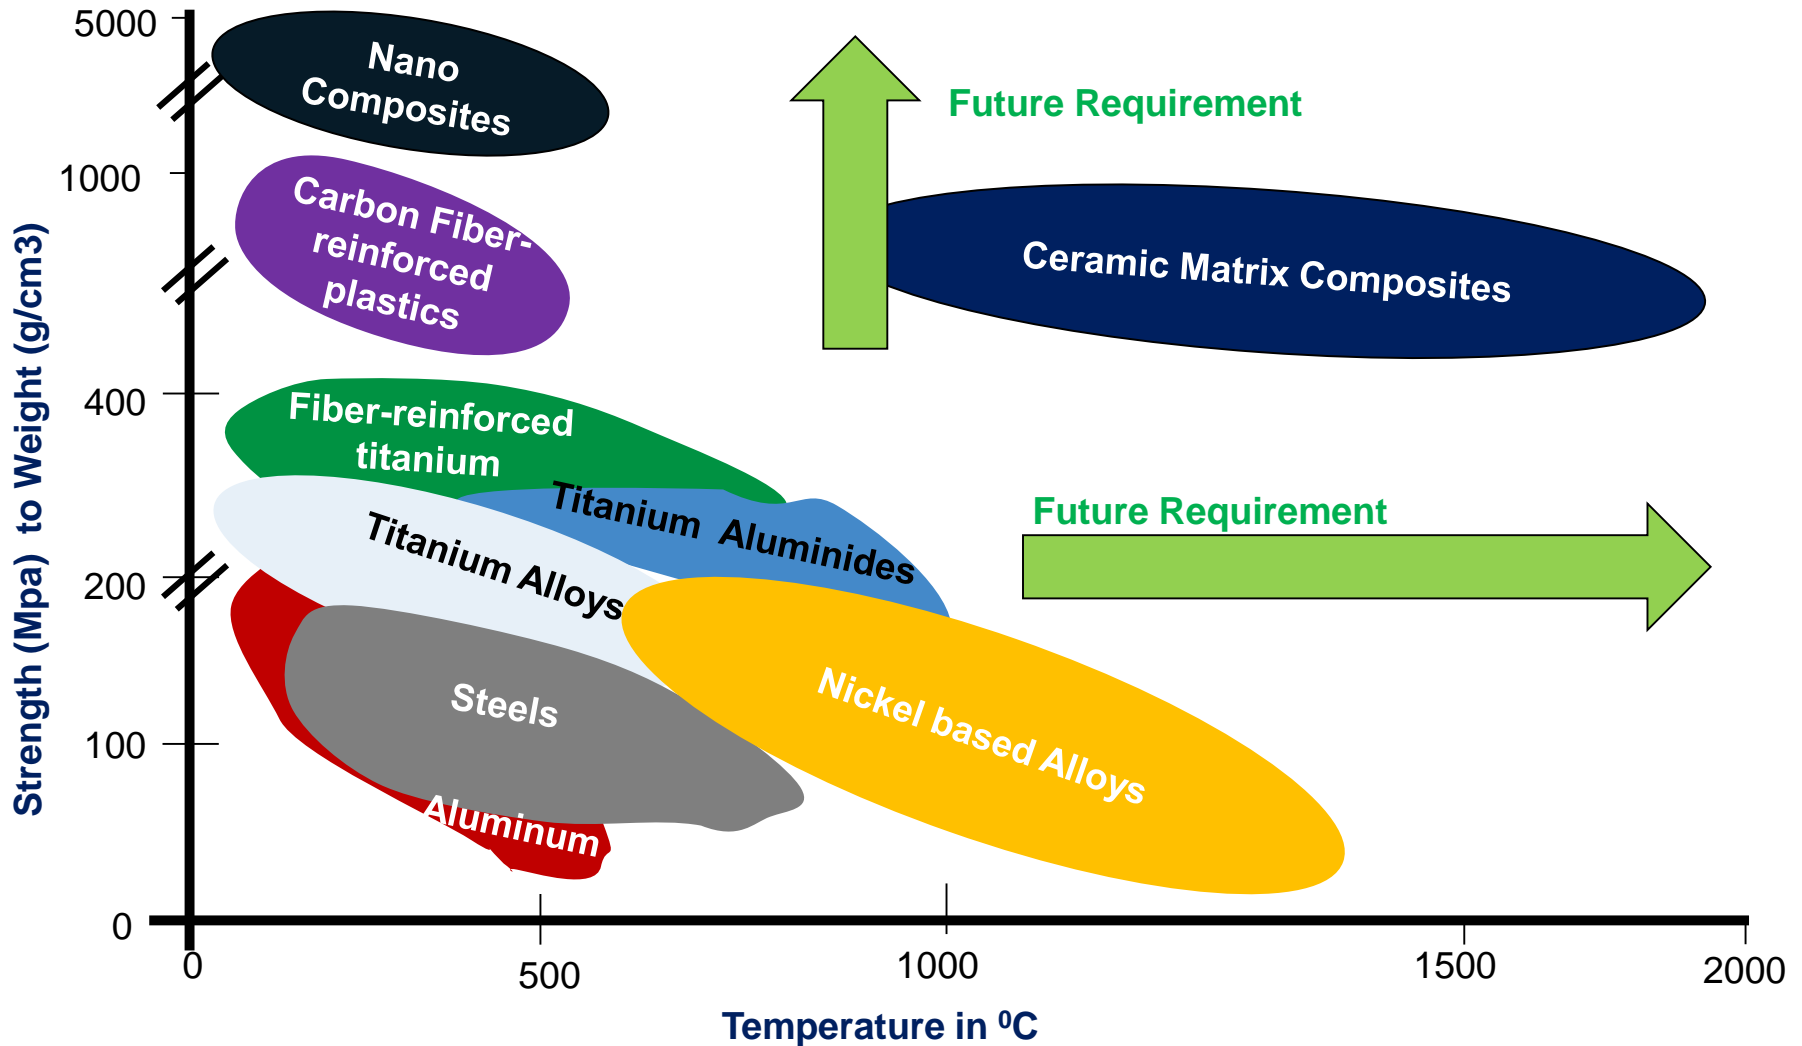 5000
Nano
Composites
Future Requirement
1000
Carbon Fiber-
reinforced
plastics
Ceramic Matrix Composites
400
Fiber-reinforced
titanium
Titanium Aluminides
Future Requirement
Titanium Alloys
200
Steels
Nickel based Alloys
100
Aluminum
0
0
500
1000
1500
2000
Temperature in ⁰C
Strength (Mpa) to Weight (g/cm3)